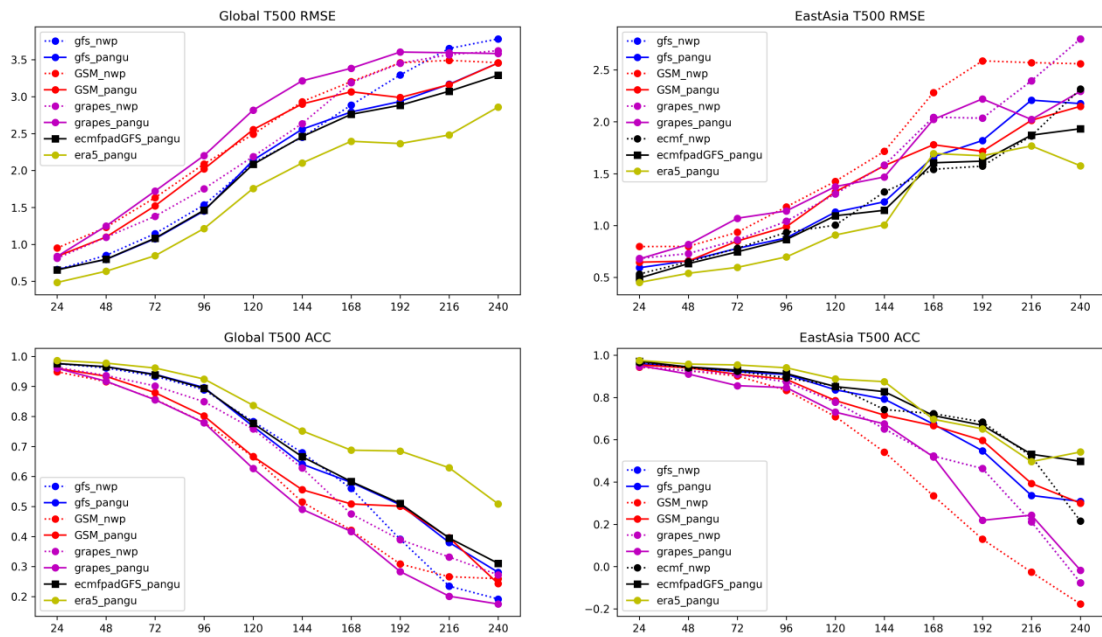 Global T500 RMSE
3.5
3.0
2.5
2.0
1.5
1.0
0.5
gfs_nwp
gfs_pangu
GSM_nwp
GSM_pangu
grapes_nwp
grapes_pangu
ecmfpadGFS_pangu
era5_pangu
24 48 72 96 120 144 168 192 216 240
EastAsia T500 RMSE
2.5
2.0
1.5
1.0
0.5
gfs_nwp
gfs_pangu
GSM_nwp
GSM_pangu
grapes_nwp
grapes_pangu
ecmf_nwp
ecmfpadGFS_pangu
era5_pangu
24 48 72 96 120 144 168 192 216 240
Global T500 ACC
1.0
0.9
0.8
0.7
0.6
0.5
0.4
0.3
0.2
gfs_nwp
gfs_pangu
GSM_nwp
GSM_pangu
grapes_nwp
grapes_pangu
ecmfpadGFS_pangu
era5_pangu
24 48 72 96 120 144 168 192 216 240
EastAsia T500 ACC
1.0
0.8
0.6
0.4
0.2
0.0
−0.2
gfs_nwp
gfs_pangu
GSM_nwp
GSM_pangu
grapes_nwp
grapes_pangu
ecmf_nwp
ecmfpadGFS_pangu
era5_pangu
24 48 72 96 120 144 168 192 216 240